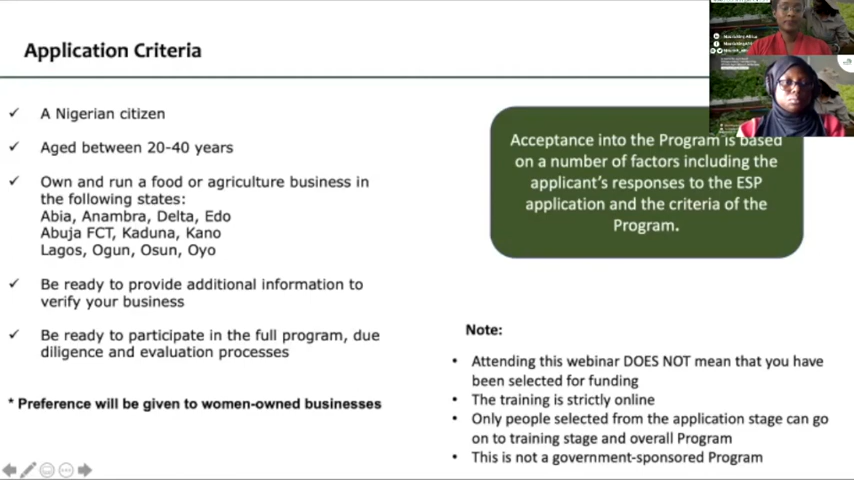 Application Criteria
✓ A Nigerian citizen
✓ Aged between 20-40 years
✓ Own and run a food or agriculture business in
the following states:
Abia, Anambra, Delta, Edo
Abuja FCT, Kaduna, Kano
Lagos, Ogun, Osun, Oyo
✓ Be ready to provide additional information to
verify your business
✓ Be ready to participate in the full program, due
diligence and evaluation processes
* Preference will be given to women-owned businesses
Acceptance into the Program is based
on a number of factors including the
applicant's responses to the ESP
application and the criteria of the
Program.
Note:
• Attending this webinar DOES NOT mean that you have
been selected for funding
• The training is strictly online
• Only people selected from the application stage can go
on to training stage and overall Program
• This is not a government-sponsored Program